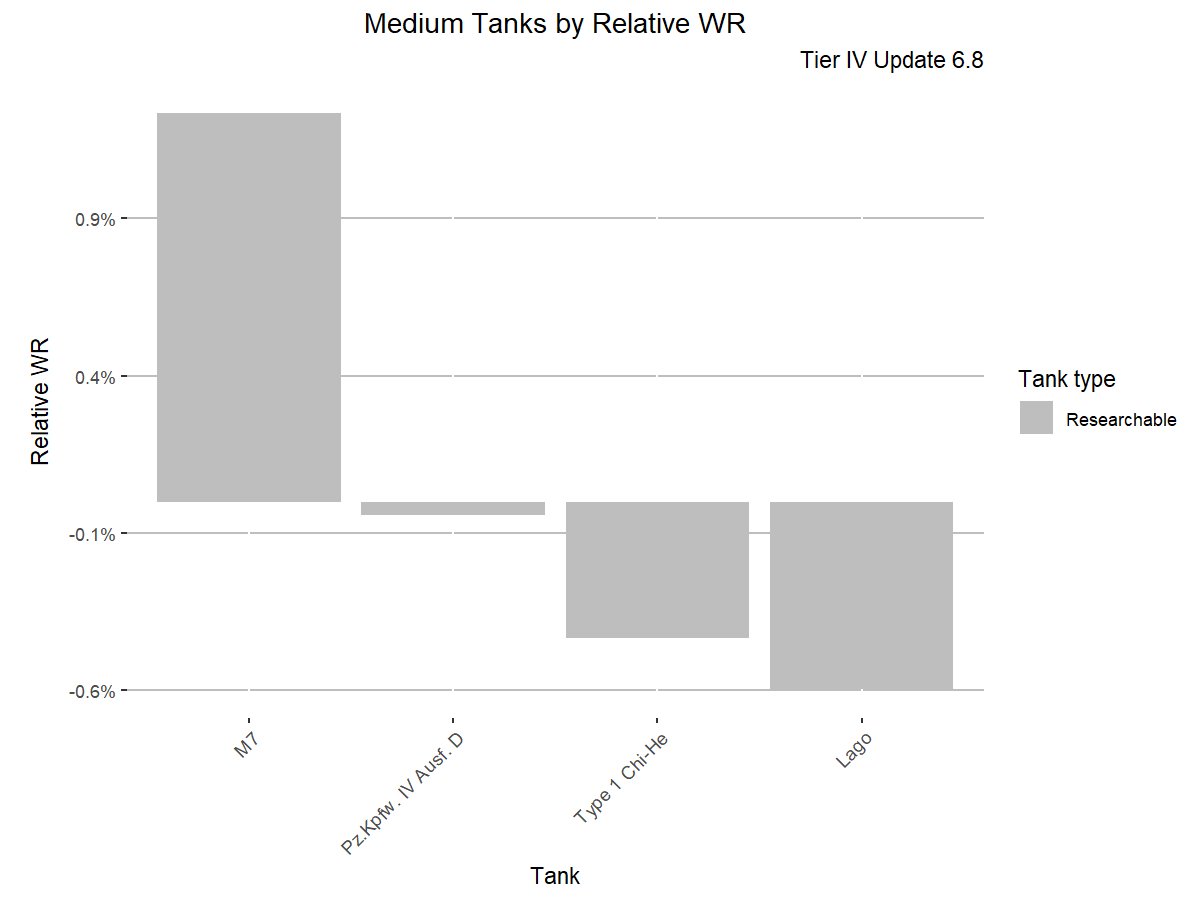 Medium Tanks by Relative WR
Tier IV Update 6.8
Relative WR
0.9%
0.4%
-0.1%
-0.6%
M7
Pz.Kpfw. IV Ausf. D
Type 1 Chi-He
Lago
Tank
Tank type
Researchable